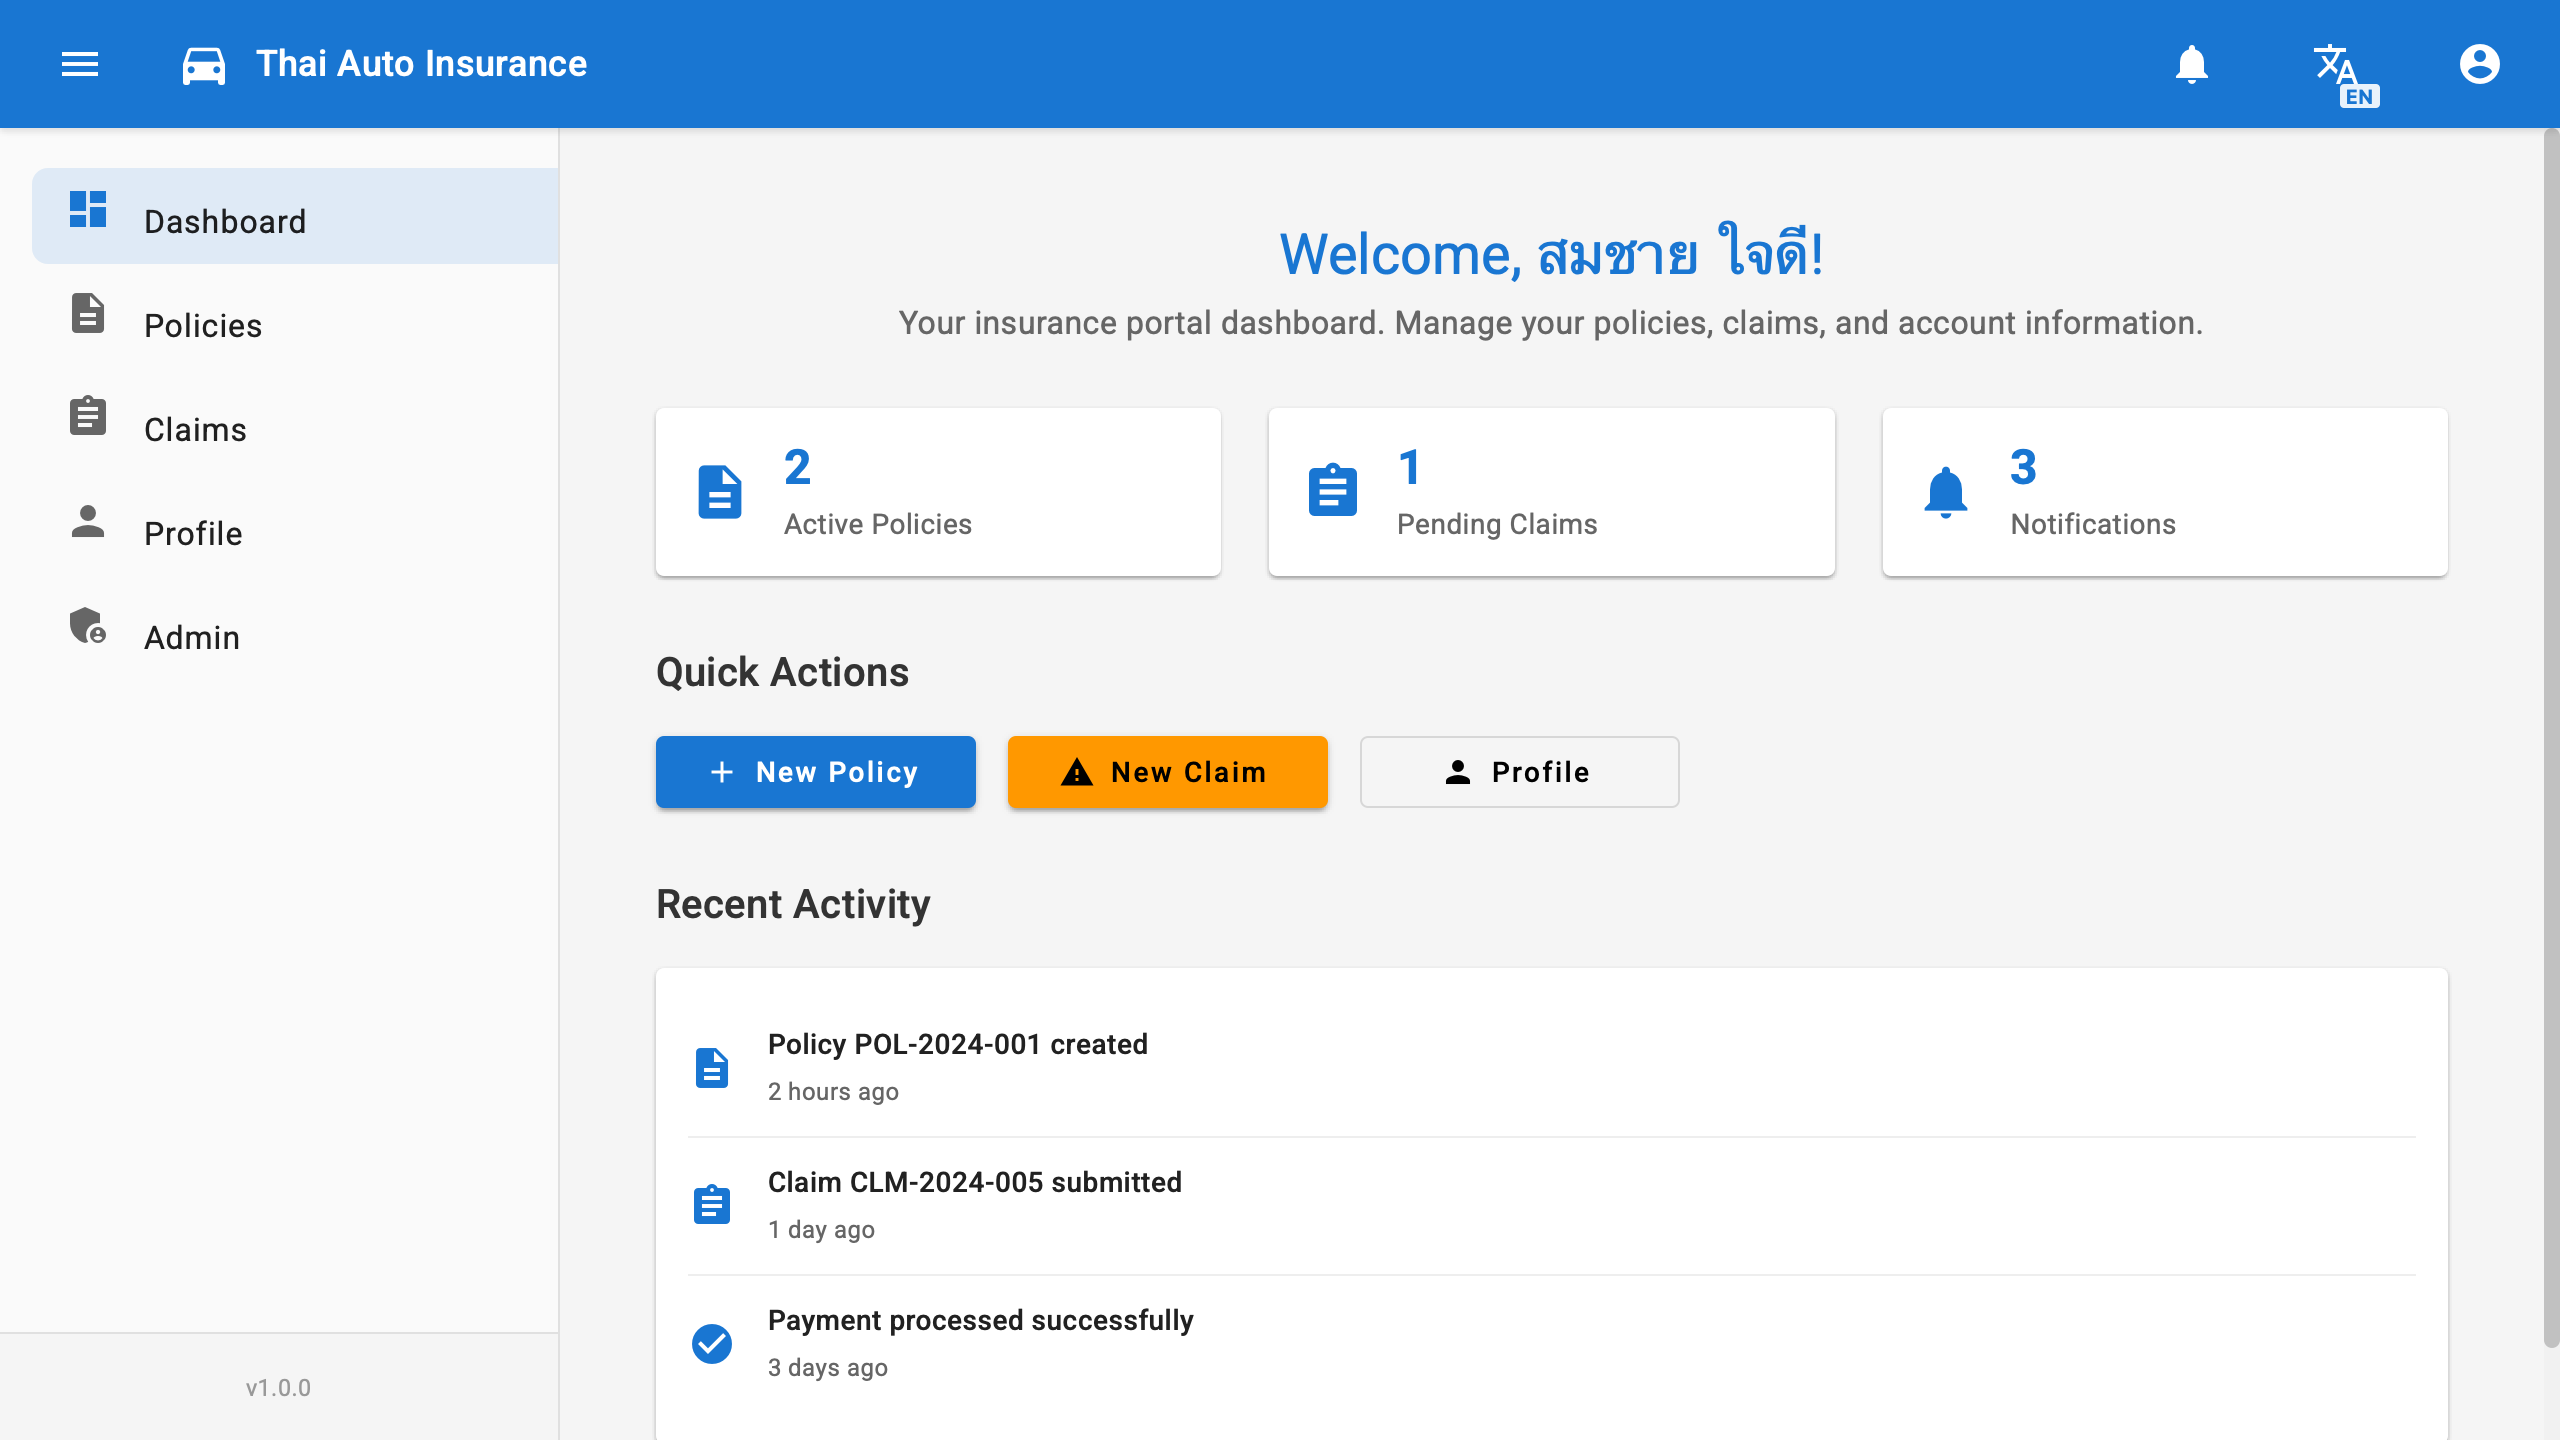 Thai Auto Insurance
EN
Dashboard
Policies
Claims
Profile
Admin
v1.0.0
Welcome, สมชาย ใจดี!
Your insurance portal dashboard. Manage your policies, claims, and account information.
2
Active Policies
1
Pending Claims
3
Notifications
Quick Actions
New Policy
New Claim
Profile
Recent Activity
Policy POL-2024-001 created
2 hours ago
Claim CLM-2024-005 submitted
1 day ago
Payment processed successfully
3 days ago